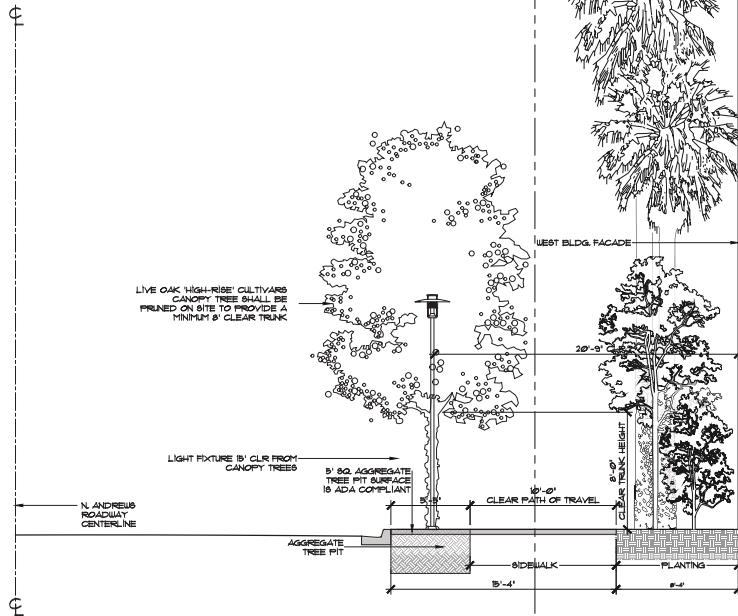 ℄
WEST BLDG. FACADE
LIVE OAK 'HIGH-RISE' CULTIVARS
CANOPY TREE SHALL BE
PRUNED ON SITE TO PROVIDE A
MINIMUM 8' CLEAR TRUNK
20'-9" CLR
LIGHT FIXTURE 15' CLR FROM
CANOPY TREES
5' SQ. AGGREGATE
TREE PIT SURFACE
IS ADA COMPLIANT
10'-0"
CLEAR PATH OF TRAVEL
8'-0"
CLEAR TRUNK HEIGHT
N. ANDREWS
ROADWAY
CENTERLINE
AGGREGATE
TREE PIT
SIDEWALK
PLANTING
15'-4"
8'-4"
℄